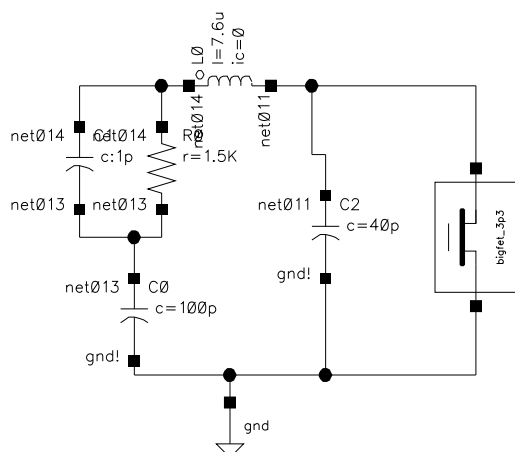 L0
l=7.6u
ic=0
net014
net014
C1
net014
R0
net011
c:1p
r=1.5K
net013
net013
net011
C2
c=40p
bigfet_3p3
net013
C0
gnd!
c=100p
gnd!
gnd